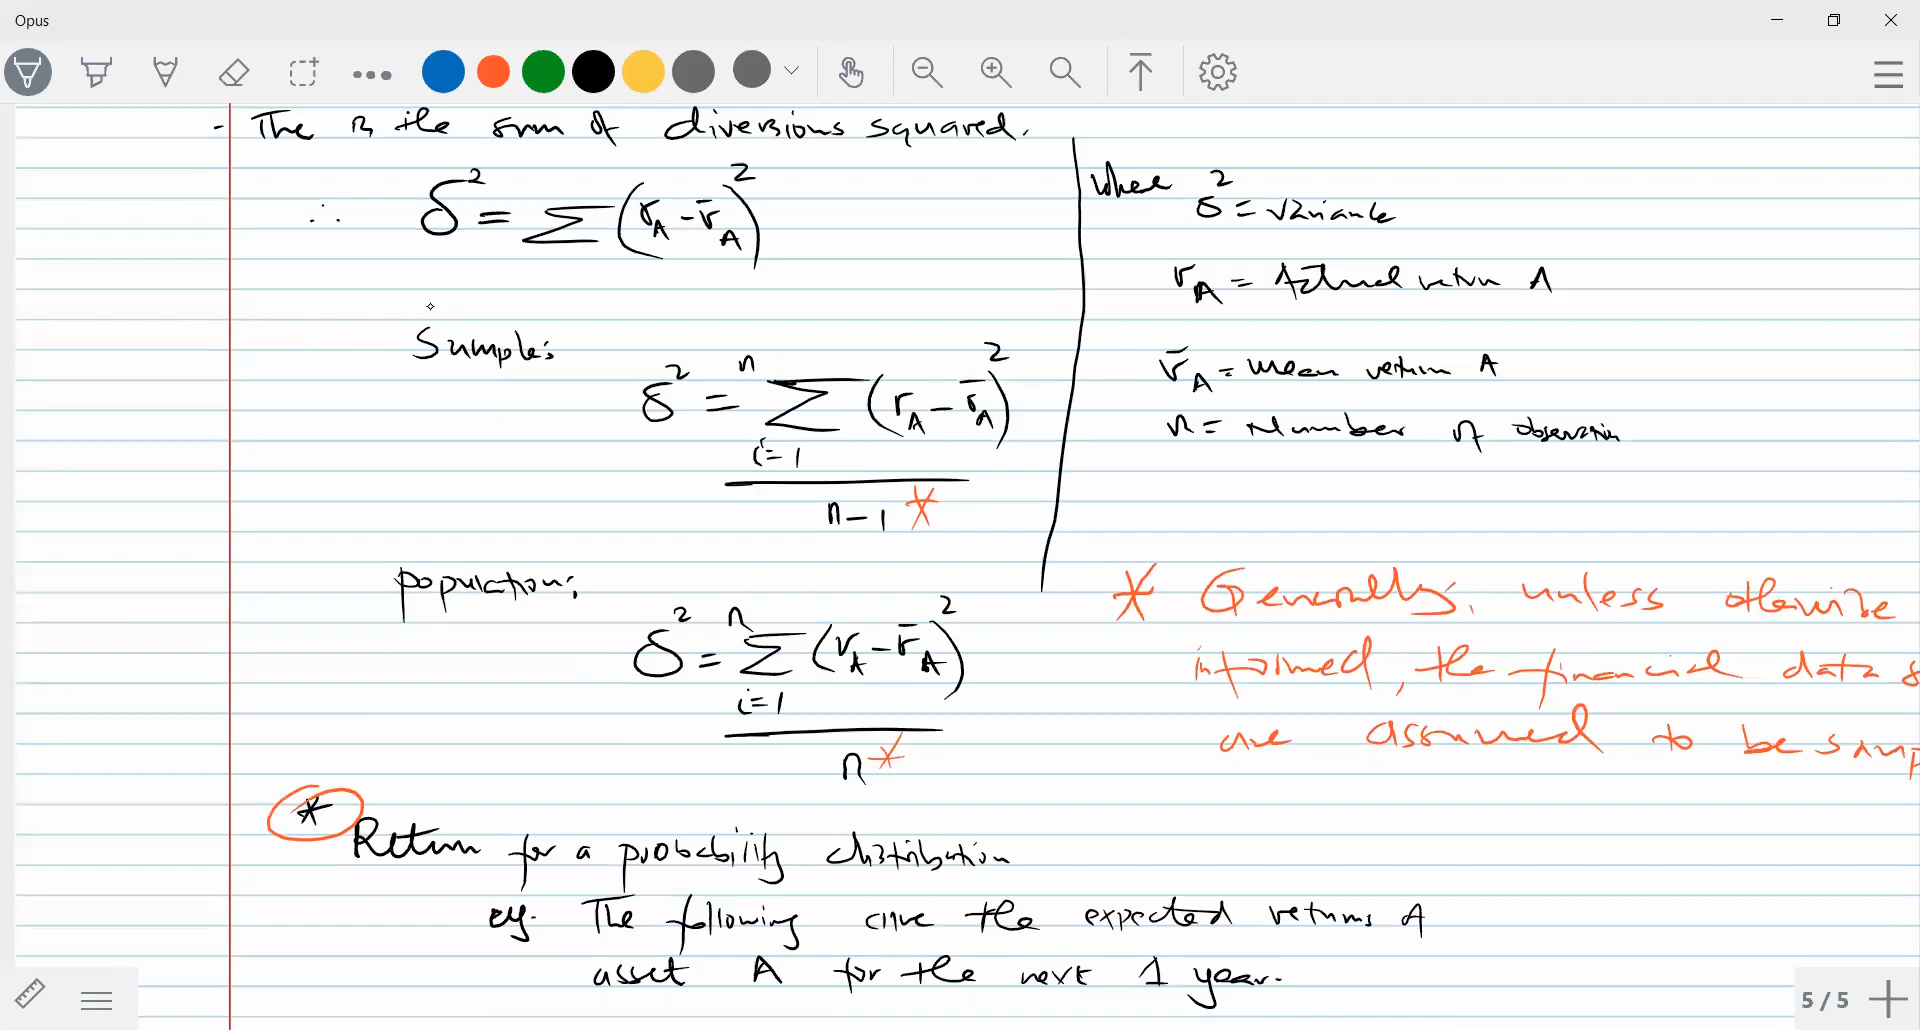 Opus
- The is the sum of diversions squared.
∴ δ² = Σ(r_A - r̄_A)²
Where δ² = variance
r_A = Actual return A
Sample:
δ² = n Σ i=1 (r_A - r̄_A)²
n-1 *
r̄_A = mean return A
n = Number of observation
population:
δ² = n Σ i=1 (r_A - r̄_A)²
n *
* Generally, unless otherwise
informed, the financial data s
are assumed to be samp
* Return for a probability distribution
eg. The following are the expected returns A
asset A for the next 1 year.
5 / 5